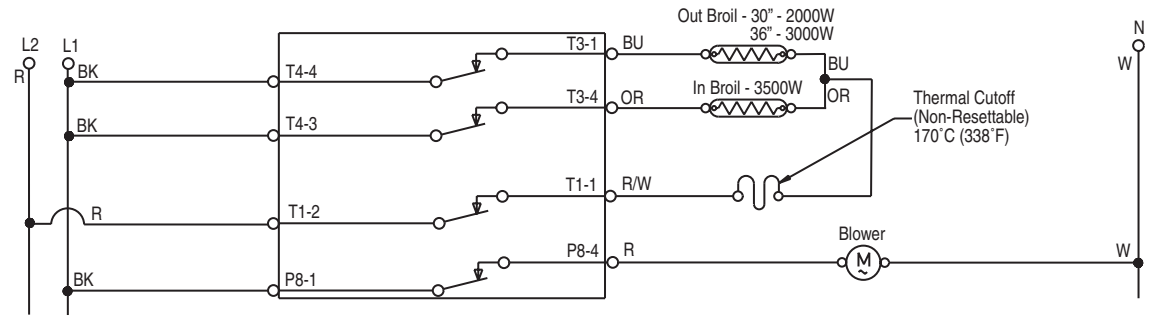 Out Broil - 30” - 2000W
36” - 3000W
L2
L1
N
R
W
BK
T4-4
T3-1
BU
BU
In Broil - 3500W
BK
T4-3
T3-4
OR
OR
Thermal Cutoff
(Non-Resettable)
170˚C (338˚F)
R
T1-2
T1-1
R/W
Blower
BK
P8-1
P8-4
R
M
~
W